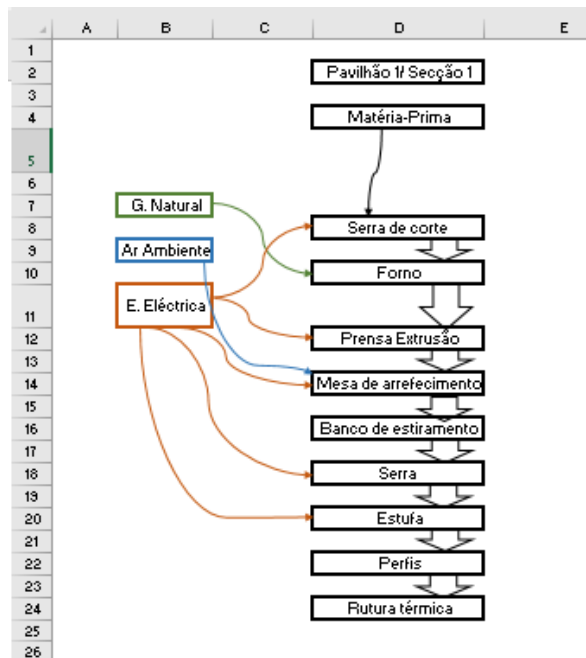 A B C D E
1
2 Pavilhão 1/ Secção 1
3
4 Matéria-Prima
5
6
7 G. Natural
8 Serra de corte
9 Ar Ambiente
10 Forno
11 E. Eléctrica
12 Prensa Extrusão
13
14 Mesa de arrefecimento
15
16 Banco de estiramento
17
18 Serra
19
20 Estufa
21
22 Perfis
23
24 Rutura térmica
25
26